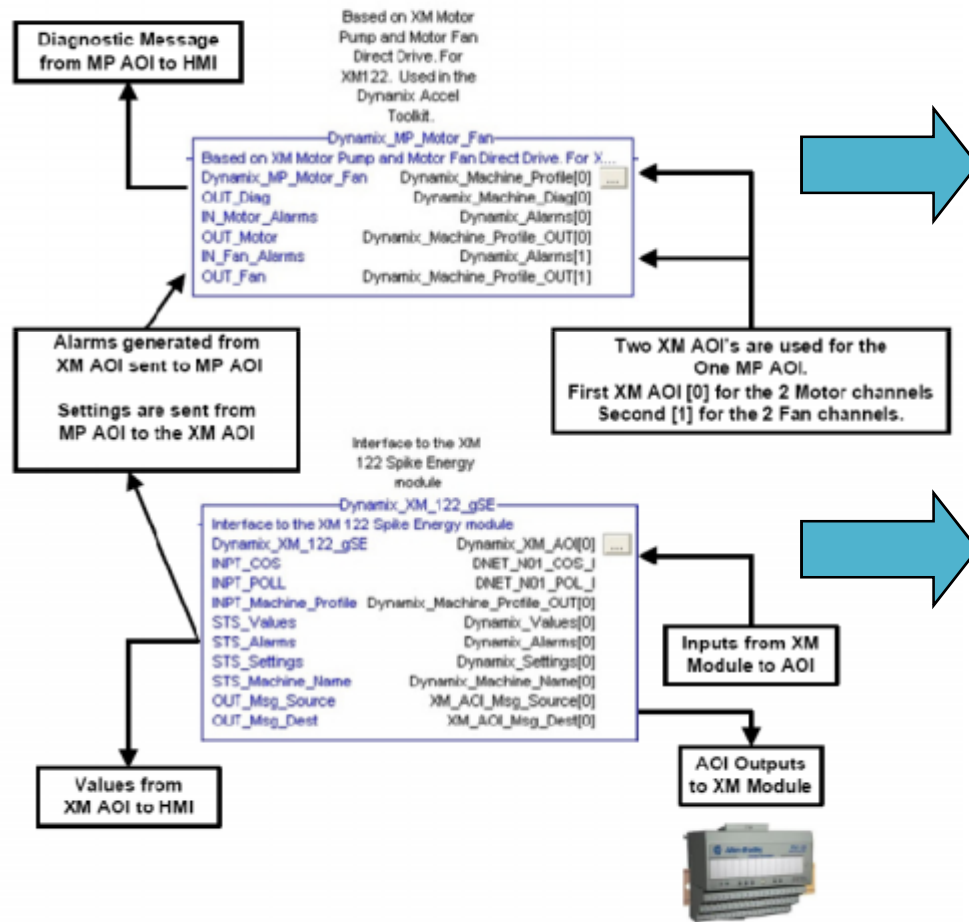 Based on XM Motor
Pump and Motor Fan
Direct Drive. For
XM122. Used in the
Dynamix Accel
Toolkit.
Diagnostic Message
from MP AOI to HMI
Dynamix_MP_Motor_Fan
Based on XM Motor Pump and Motor Fan Direct Drive. For X...
Dynamix_MP_Motor_Fan Dynamix_Machine_Profile[0] ...
OUT_Diag Dynamix_Machine_Diag[0]
IN_Motor_Alarms Dynamix_Alarms[0]
OUT_Motor Dynamix_Machine_Profile_OUT[0]
IN_Fan_Alarms Dynamix_Alarms[1]
OUT_Fan Dynamix_Machine_Profile_OUT[1]
Alarms generated from
XM AOI sent to MP AOI
Settings are sent from
MP AOI to the XM AOI
Two XM AOI's are used for the
One MP AOI.
First XM AOI [0] for the 2 Motor channels
Second [1] for the 2 Fan channels.
Interface to the XM
122 Spike Energy
module
Dynamix_XM_122_gSE
Interface to the XM 122 Spike Energy module
Dynamix_XM_122_gSE Dynamix_XM_AOI[0] ...
INPT_COS DNET_N01_COS_I
INPT_POLL DNET_N01_POL_I
INPT_Machine_Profile Dynamix_Machine_Profile_OUT[0]
STS_Values Dynamix_Values[0]
STS_Alarms Dynamix_Alarms[0]
STS_Settings Dynamix_Settings[0]
STS_Machine_Name Dynamix_Machine_Name[0]
OUT_Msg_Source XM_AOI_Msg_Source[0]
OUT_Msg_Dest XM_AOI_Msg_Dest[0]
Inputs from XM
Module to AOI
Values from
XM AOI to HMI
AOI Outputs
to XM Module
Allen-Bradley